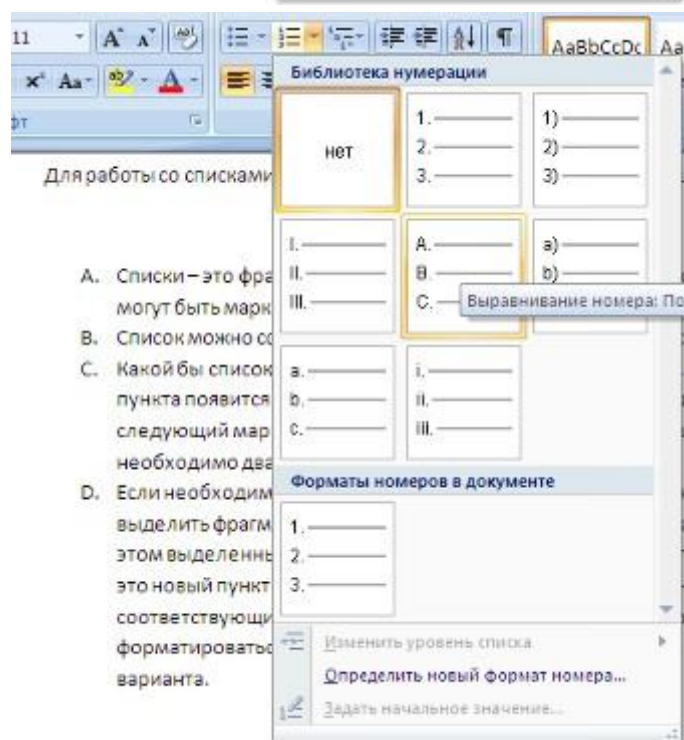 11
A A
AaBbCcDc Aa
x² Aa A
Библиотека нумерации
нет
1.
2.
3.
1)
2)
3)
Для работы со списками
I.
II.
III.
A.
B.
C.
a)
b)
Выравнивание номера: По
A. Списки – это фра
могут быть марк
B. Список можно со
C. Какой бы список
пункта появится
следующий мар
необходимо два
a.
b.
c.
i.
ii.
iii.
Форматы номеров в документе
1.
2.
3.
D. Если необходим
выделить фрагм
этом выделенны
это новый пункт
соответствующи
форматироватьс
варианта.
Изменить уровень списка
Определить новый формат номера...
Задать начальное значение...